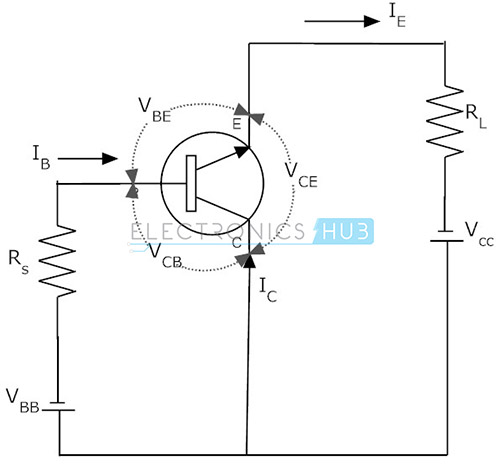 I_E
V_BE
E
R_L
I_B
V_CE
ELECTRONICS HUB
V_CB
C
V_cc
R_s
I_C
V_BB